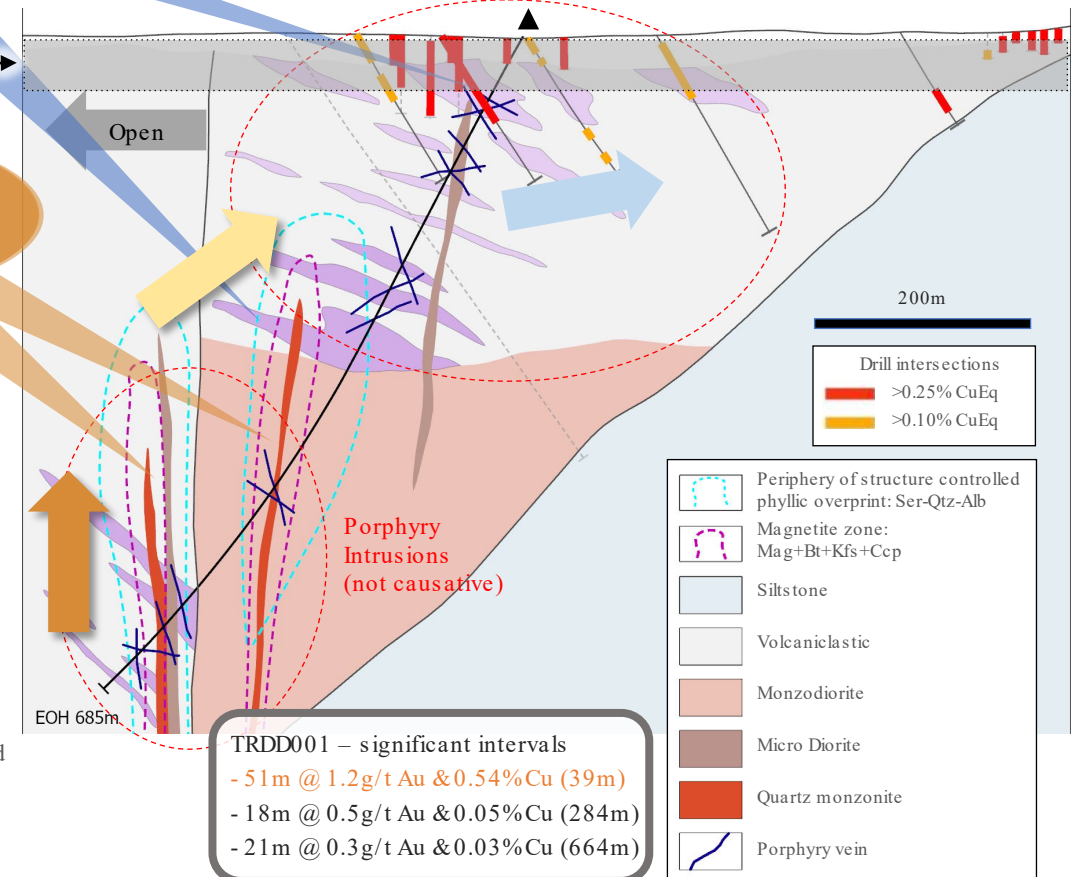 Open
200m
Drill intersections
>0.25% CuEq
>0.10% CuEq
Periphery of structure controlled
phyllic overprint: Ser-Qtz-Alb
Magnetite zone:
Mag+Bt+Kfs+Ccp
Siltstone
Volcaniclastic
Monzodiorite
Micro Diorite
Quartz monzonite
Porphyry vein
Porphyry
Intrusions
(not causative)
EOH 685m
d
TRDD001 – significant intervals
- 51m @ 1.2g/t Au & 0.54%Cu (39m)
- 18m @ 0.5g/t Au & 0.05%Cu (284m)
- 21m @ 0.3g/t Au & 0.03%Cu (664m)